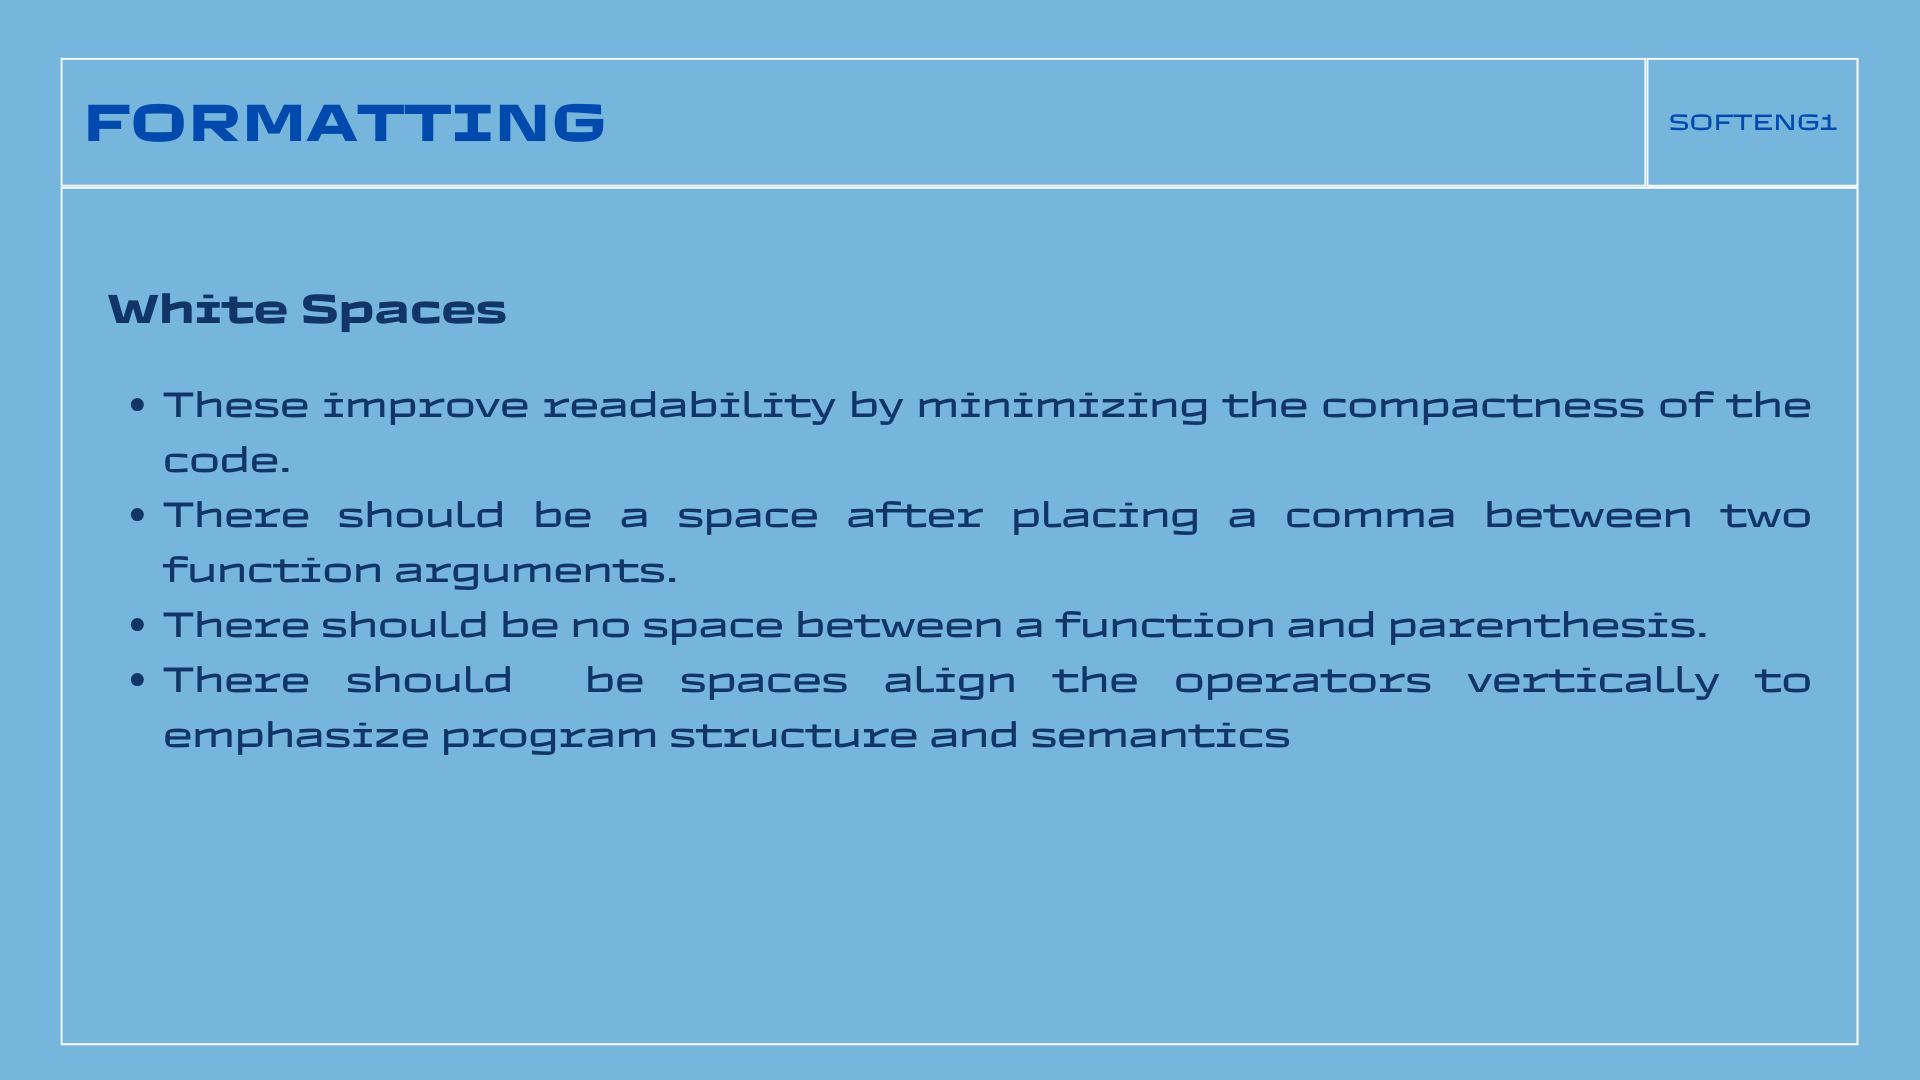 FORMATTING
SOFTENG1
White Spaces
• These improve readability by minimizing the compactness of the
code.
• There should be a space after placing a comma between two
function arguments.
• There should be no space between a function and parenthesis.
• There should be spaces align the operators vertically to
emphasize program structure and semantics